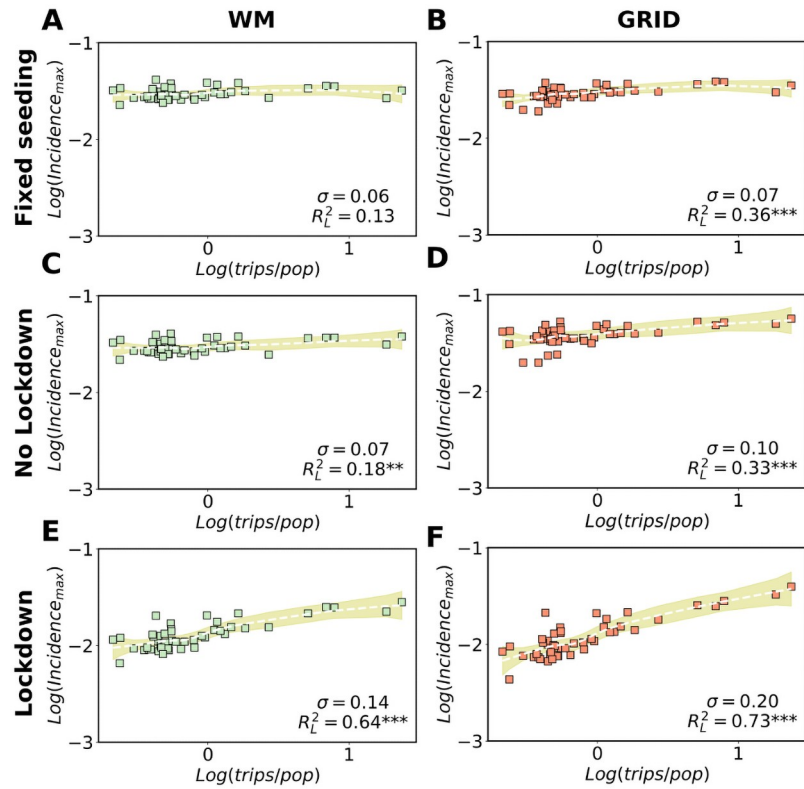 A WM
B GRID
Fixed seeding
Log(Incidence_max)
−1
−2
−3
0
1
Log(trips/pop)
σ = 0.06
R_L^2 = 0.13
Log(Incidence_max)
−1
−2
−3
0
1
Log(trips/pop)
σ = 0.07
R_L^2 = 0.36***
No Lockdown
C
Log(Incidence_max)
−1
−2
−3
0
1
Log(trips/pop)
σ = 0.07
R_L^2 = 0.18**
D
Log(Incidence_max)
−1
−2
−3
0
1
Log(trips/pop)
σ = 0.10
R_L^2 = 0.33***
Lockdown
E
Log(Incidence_max)
−1
−2
−3
0
1
Log(trips/pop)
σ = 0.14
R_L^2 = 0.64***
F
Log(Incidence_max)
−1
−2
−3
0
1
Log(trips/pop)
σ = 0.20
R_L^2 = 0.73***